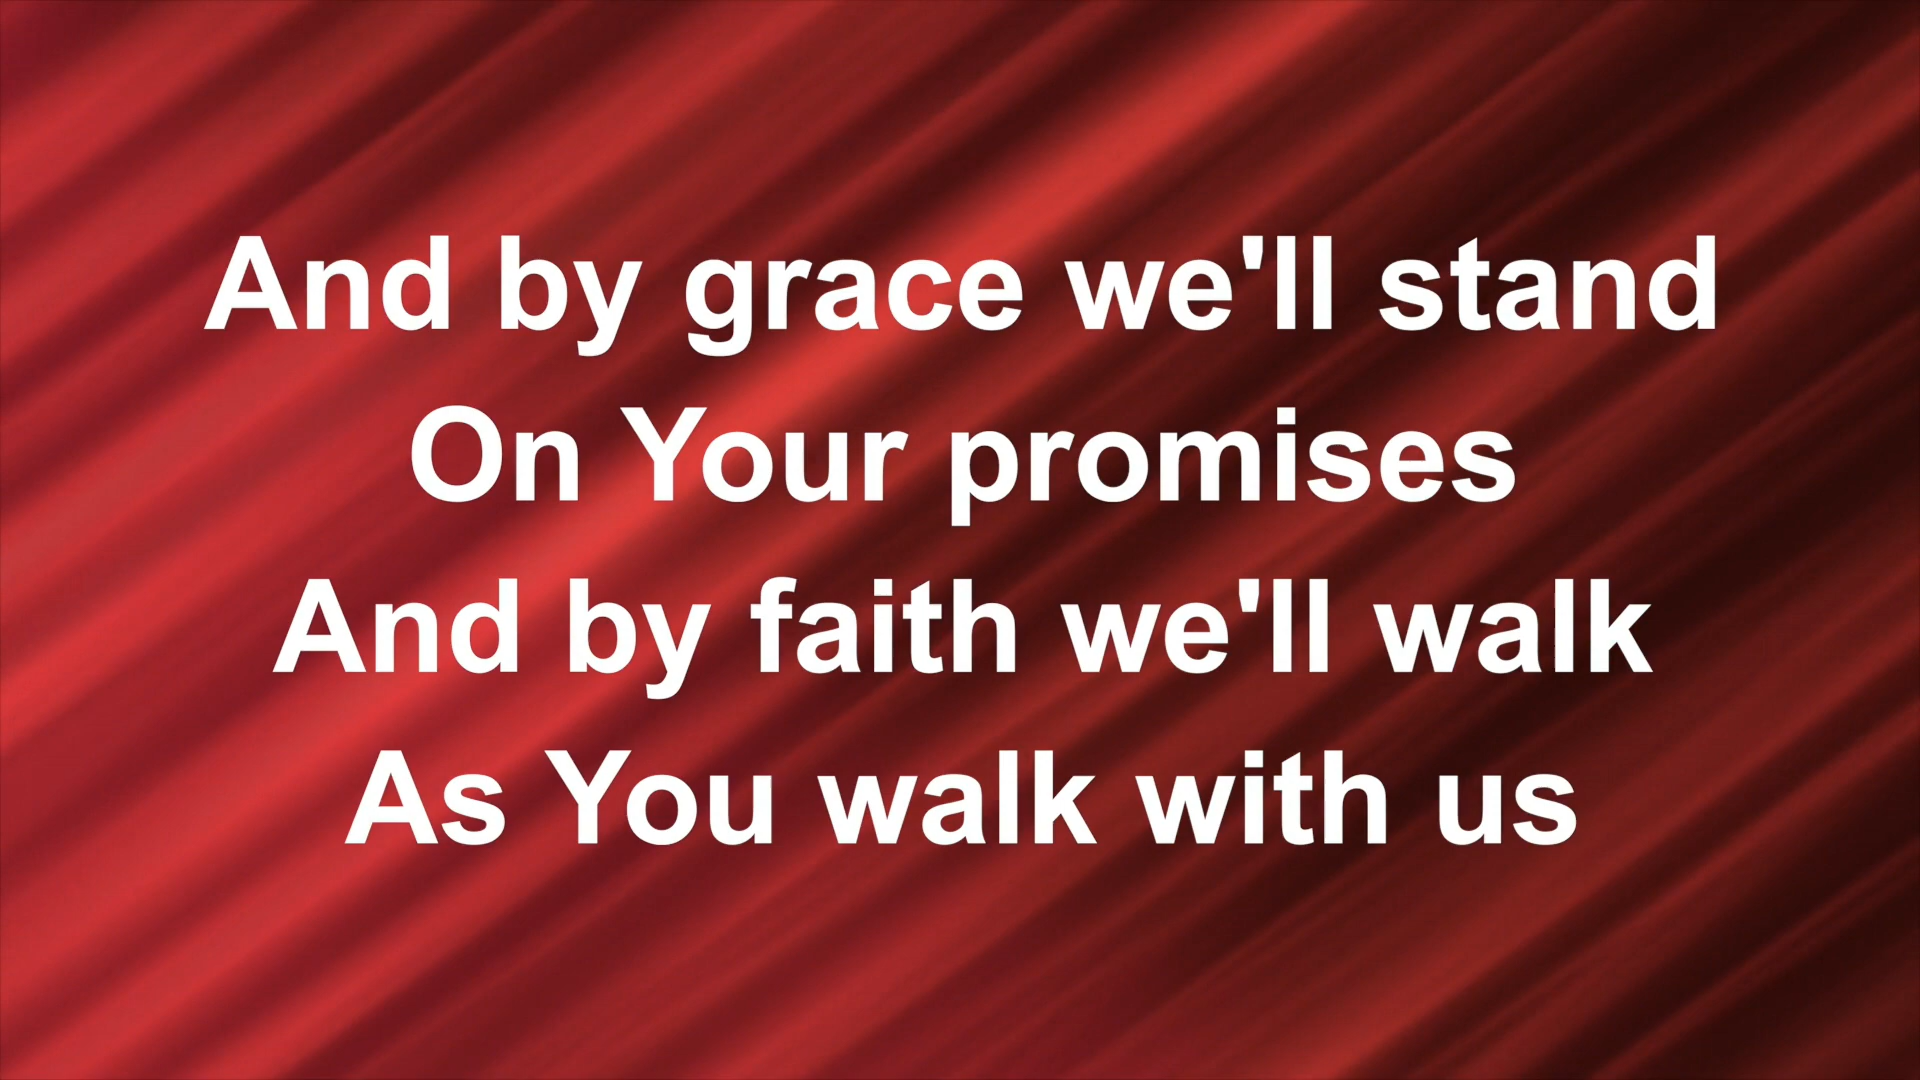 And by grace we'll stand
On Your promises
And by faith we'll walk
As You walk with us